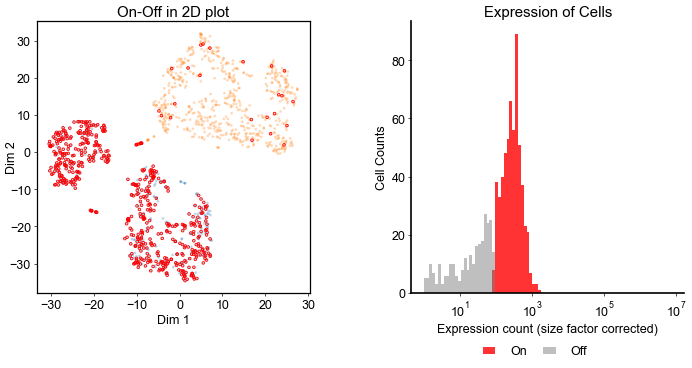 On-Off in 2D plot
Dim 2
30
20
10
0
−10
−20
−30
−30 −20 −10 0 10 20 30
Dim 1
Expression of Cells
Cell Counts
80
60
40
20
0
10^1 10^3 10^5 10^7
Expression count (size factor corrected)
On Off